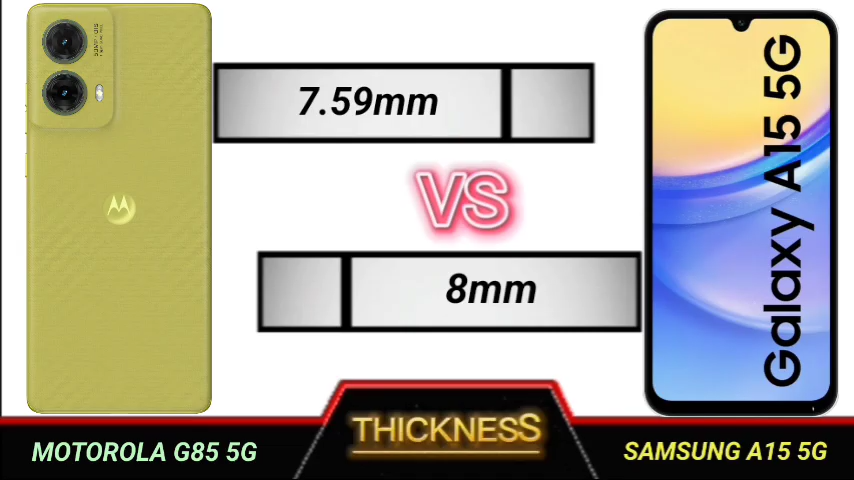 7.59mm
VS
8mm
Galaxy A15 5G
THICKNESS
MOTOROLA G85 5G
SAMSUNG A15 5G